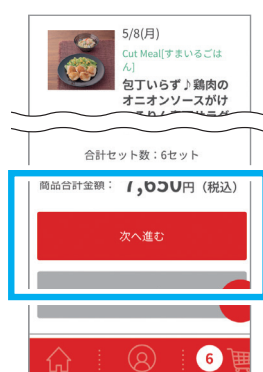 5/8(月)
Cut Meal[すまいるごは
ん]
包丁いらず♪鶏肉の
オニオンソースがけ
合計セット数：6セット
商品合計金額： 7,650円（税込）
次へ進む
6